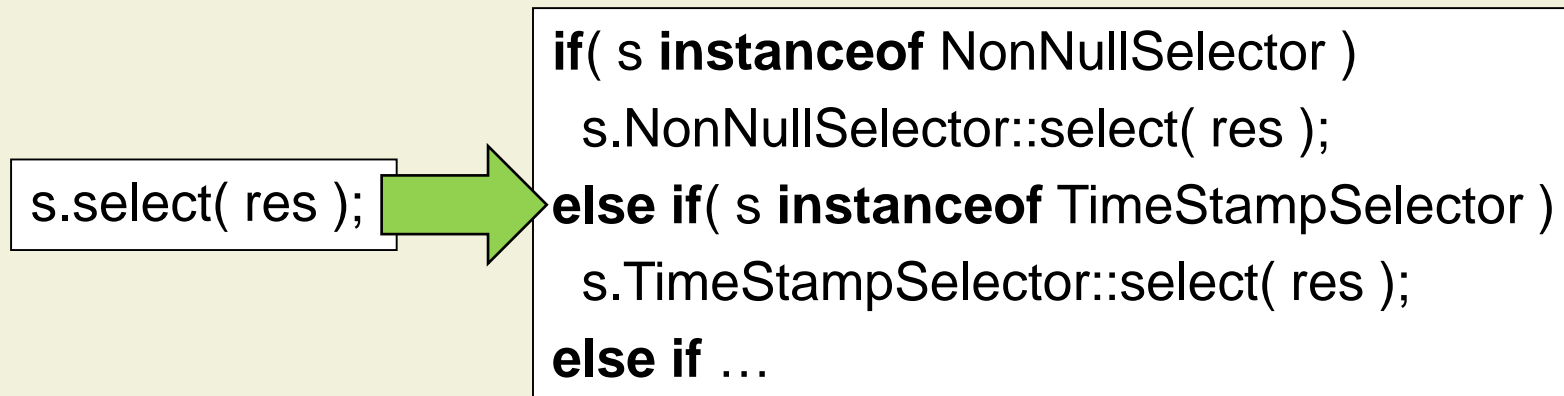 s.select( res );
if( s instanceof NonNullSelector )
s.NonNullSelector::select( res );
else if( s instanceof TimeStampSelector )
s.TimeStampSelector::select( res );
else if …